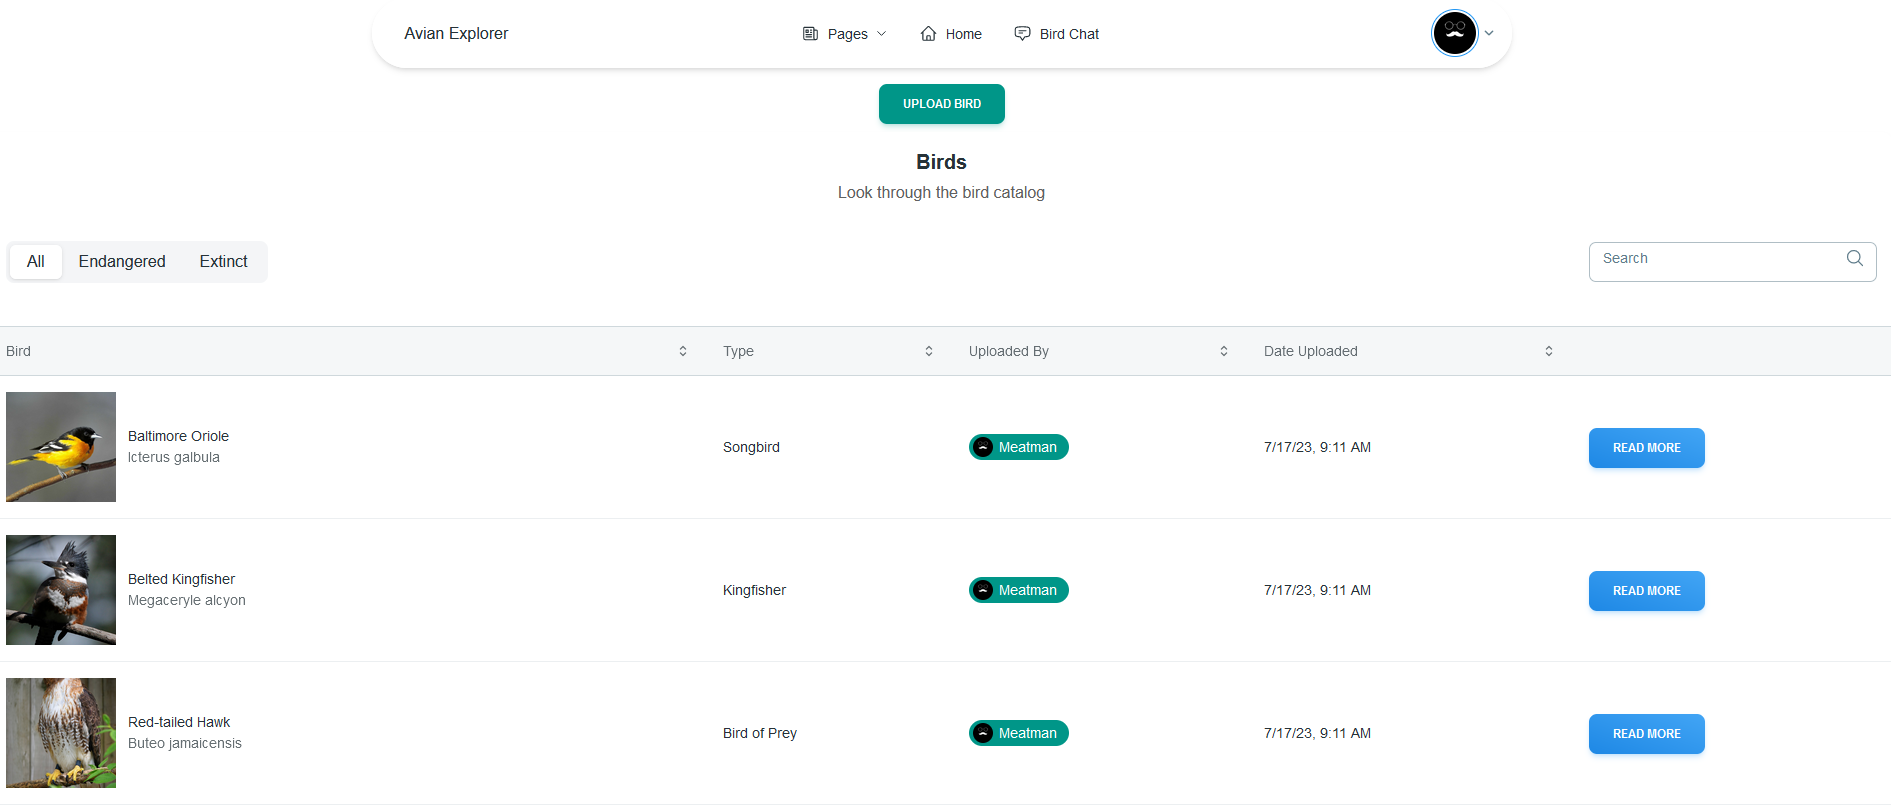 Avian Explorer
Pages
Home
Bird Chat
UPLOAD BIRD
Birds
Look through the bird catalog
All
Endangered
Extinct
Search
Bird
Type
Uploaded By
Date Uploaded
Baltimore Oriole
Icterus galbula
Songbird
Meatman
7/17/23, 9:11 AM
READ MORE
Belted Kingfisher
Megaceryle alcyon
Kingfisher
Meatman
7/17/23, 9:11 AM
READ MORE
Red-tailed Hawk
Buteo jamaicensis
Bird of Prey
Meatman
7/17/23, 9:11 AM
READ MORE